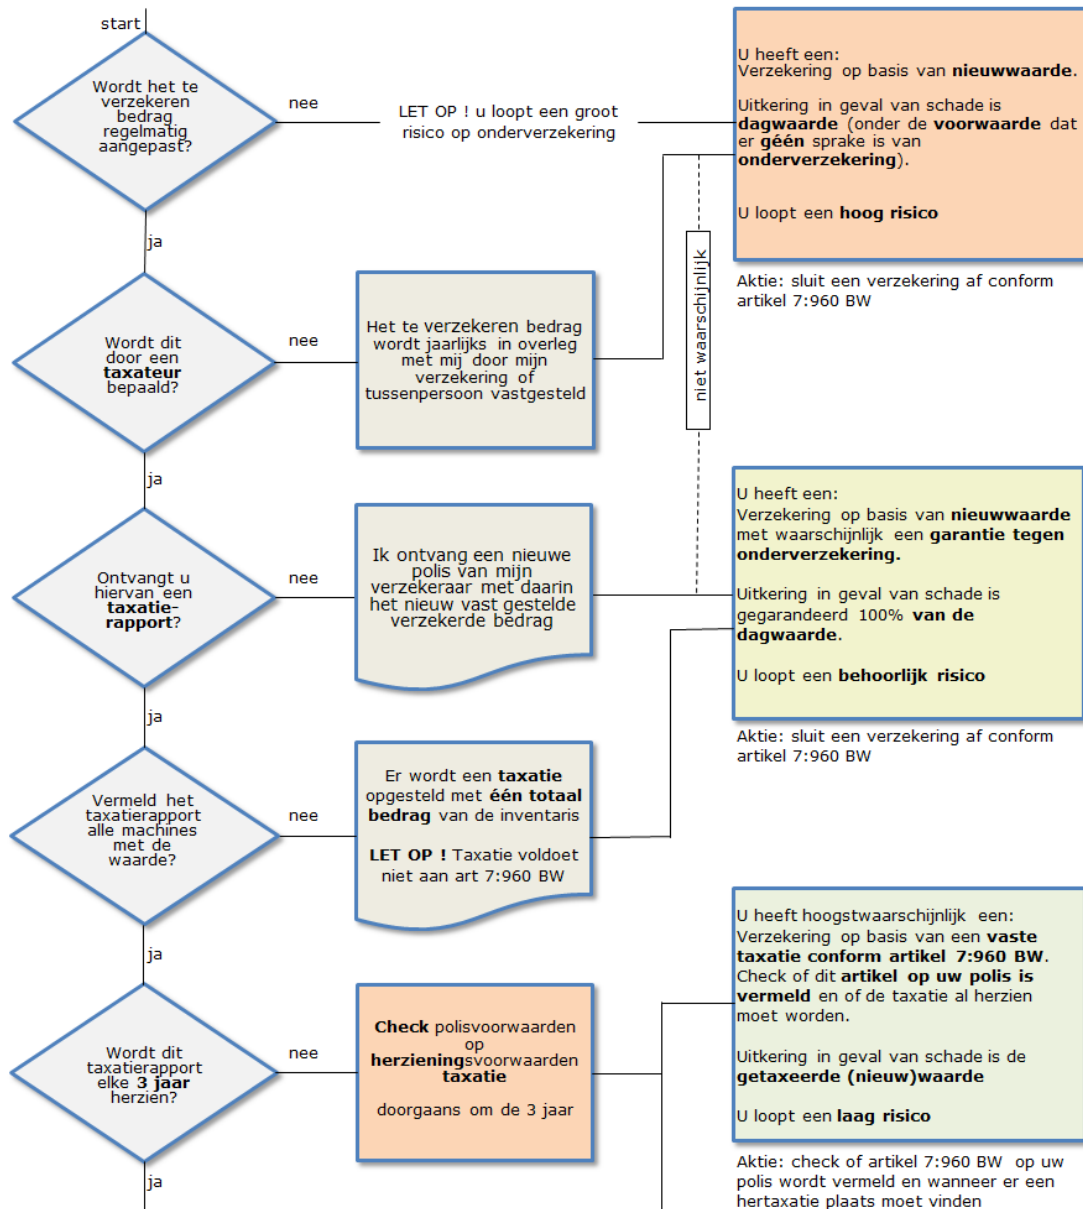 start
Wordt het te
verzekeren
bedrag
regelmatig
aangepast?
nee
LET OP ! u loopt een groot
risico op onderverzekering
U heeft een:
Verzekering op basis van nieuwwaarde.
Uitkering in geval van schade is
dagwaarde (onder de voorwaarde dat
er géén sprake is van
onderverzekering).
U loopt een hoog risico
Aktie: sluit een verzekering af conform
artikel 7:960 BW
ja
Wordt dit
door een
taxateur
bepaald?
nee
Het te verzekeren bedrag
wordt jaarlijks in overleg
met mij door mijn
verzekering of
tussenpersoon vastgesteld
niet waarschijnlijk
ja
Ontvangt u
hiervan een
taxatie-
rapport?
nee
Ik ontvang een nieuwe
polis van mijn
verzekeraar met daarin
het nieuw vast gestelde
verzekerde bedrag
U heeft een:
Verzekering op basis van nieuwwaarde
met waarschijnlijk een garantie tegen
onderverzekering.
Uitkering in geval van schade is
gegarandeerd 100% van de
dagwaarde.
U loopt een behoorlijk risico
Aktie: sluit een verzekering af conform
artikel 7:960 BW
ja
Vermeld het
taxatierapport
alle machines
met de
waarde?
nee
Er wordt een taxatie
opgesteld met één totaal
bedrag van de inventaris
LET OP ! Taxatie voldoet
niet aan art 7:960 BW
ja
Wordt dit
taxatierapport
elke 3 jaar
herzien?
nee
Check polisvoorwaarden
op
herzieningsvoorwaarden
taxatie
doorgaans om de 3 jaar
U heeft hoogstwaarschijnlijk een:
Verzekering op basis van een vaste
taxatie conform artikel 7:960 BW.
Check of dit artikel op uw polis is
vermeld en of de taxatie al herzien
moet worden.
Uitkering in geval van schade is de
getaxeerde (nieuw)waarde
U loopt een laag risico
Aktie: check of artikel 7:960 BW op uw
polis wordt vermeld en wanneer er een
hertaxatie plaats moet vinden
ja